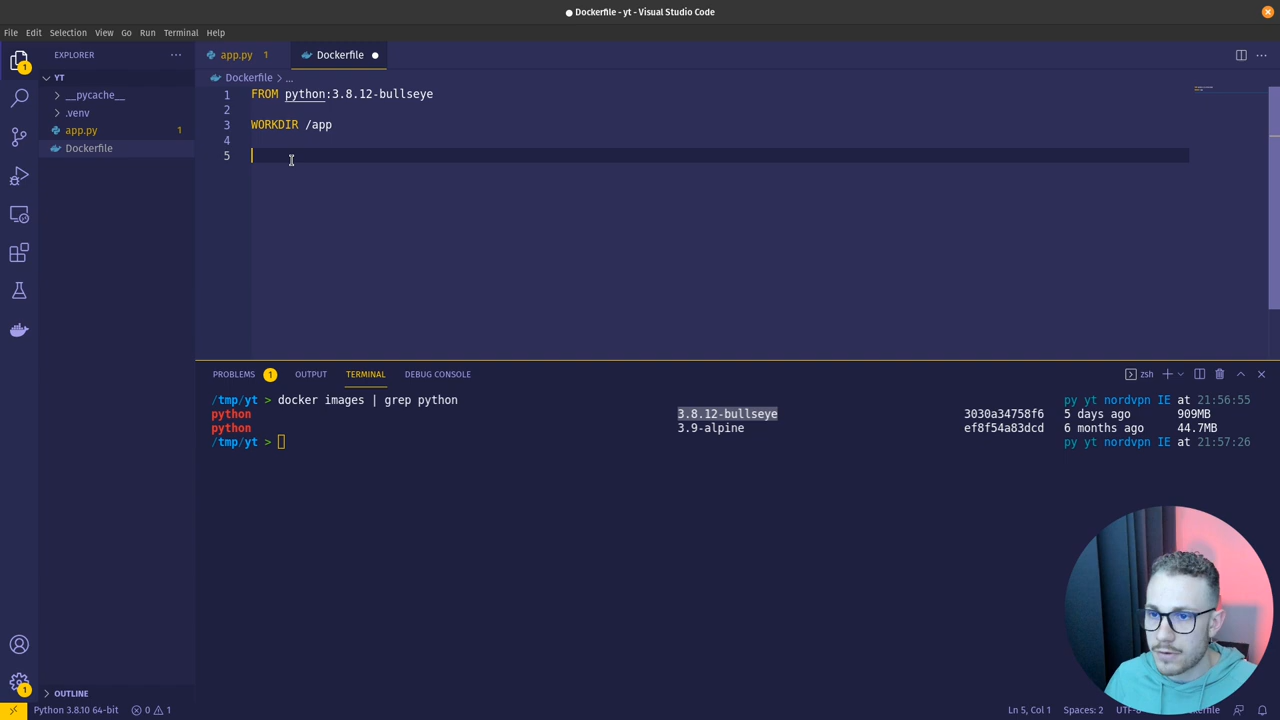 Dockerfile - yt - Visual Studio Code
File Edit Selection View Go Run Terminal Help
EXPLORER
YT
__pycache__
.venv
app.py 1
Dockerfile
OUTLINE
1
1
app.py 1
Dockerfile
Dockerfile > ...
1 FROM python:3.8.12-bullseye
2
3 WORKDIR /app
4
5
PROBLEMS 1 OUTPUT TERMINAL DEBUG CONSOLE
zsh
/tmp/yt > docker images | grep python py yt nordvpn IE at 21:56:55
python 3.8.12-bullseye 3030a34758f6 5 days ago 909MB
python 3.9-alpine ef8f54a83dcd 6 months ago 44.7MB
/tmp/yt > py yt nordvpn IE at 21:57:26
Python 3.8.10 64-bit 0 1 Ln 5, Col 1 Spaces: 2